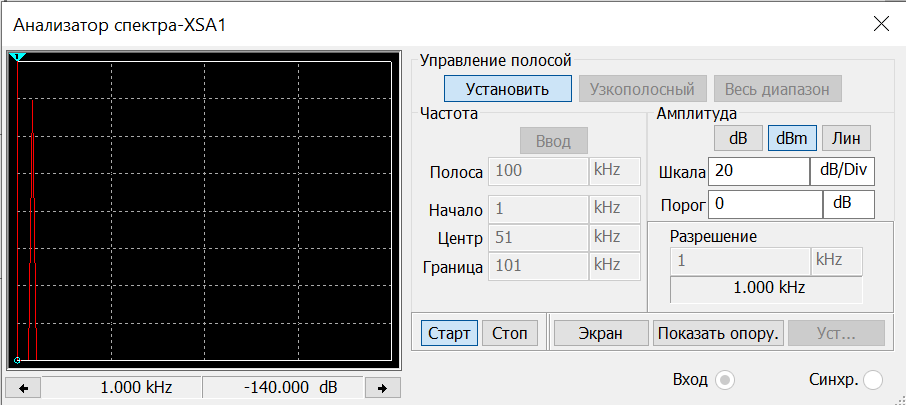 Анализатор спектра-XSA1
1
Управление полосой
Установить Узкополосный Весь диапазон
Частота
Ввод
Полоса 100 kHz
Начало 1 kHz
Центр 51 kHz
Граница 101 kHz
Амплитуда
dB dBm Лин
Шкала 20 dB/Div
Порог 0 dB
Разрешение
1 kHz
1.000 kHz
Старт Стоп Экран Показать опору. Уст...
1.000 kHz -140.000 dB
Вход Синхр.